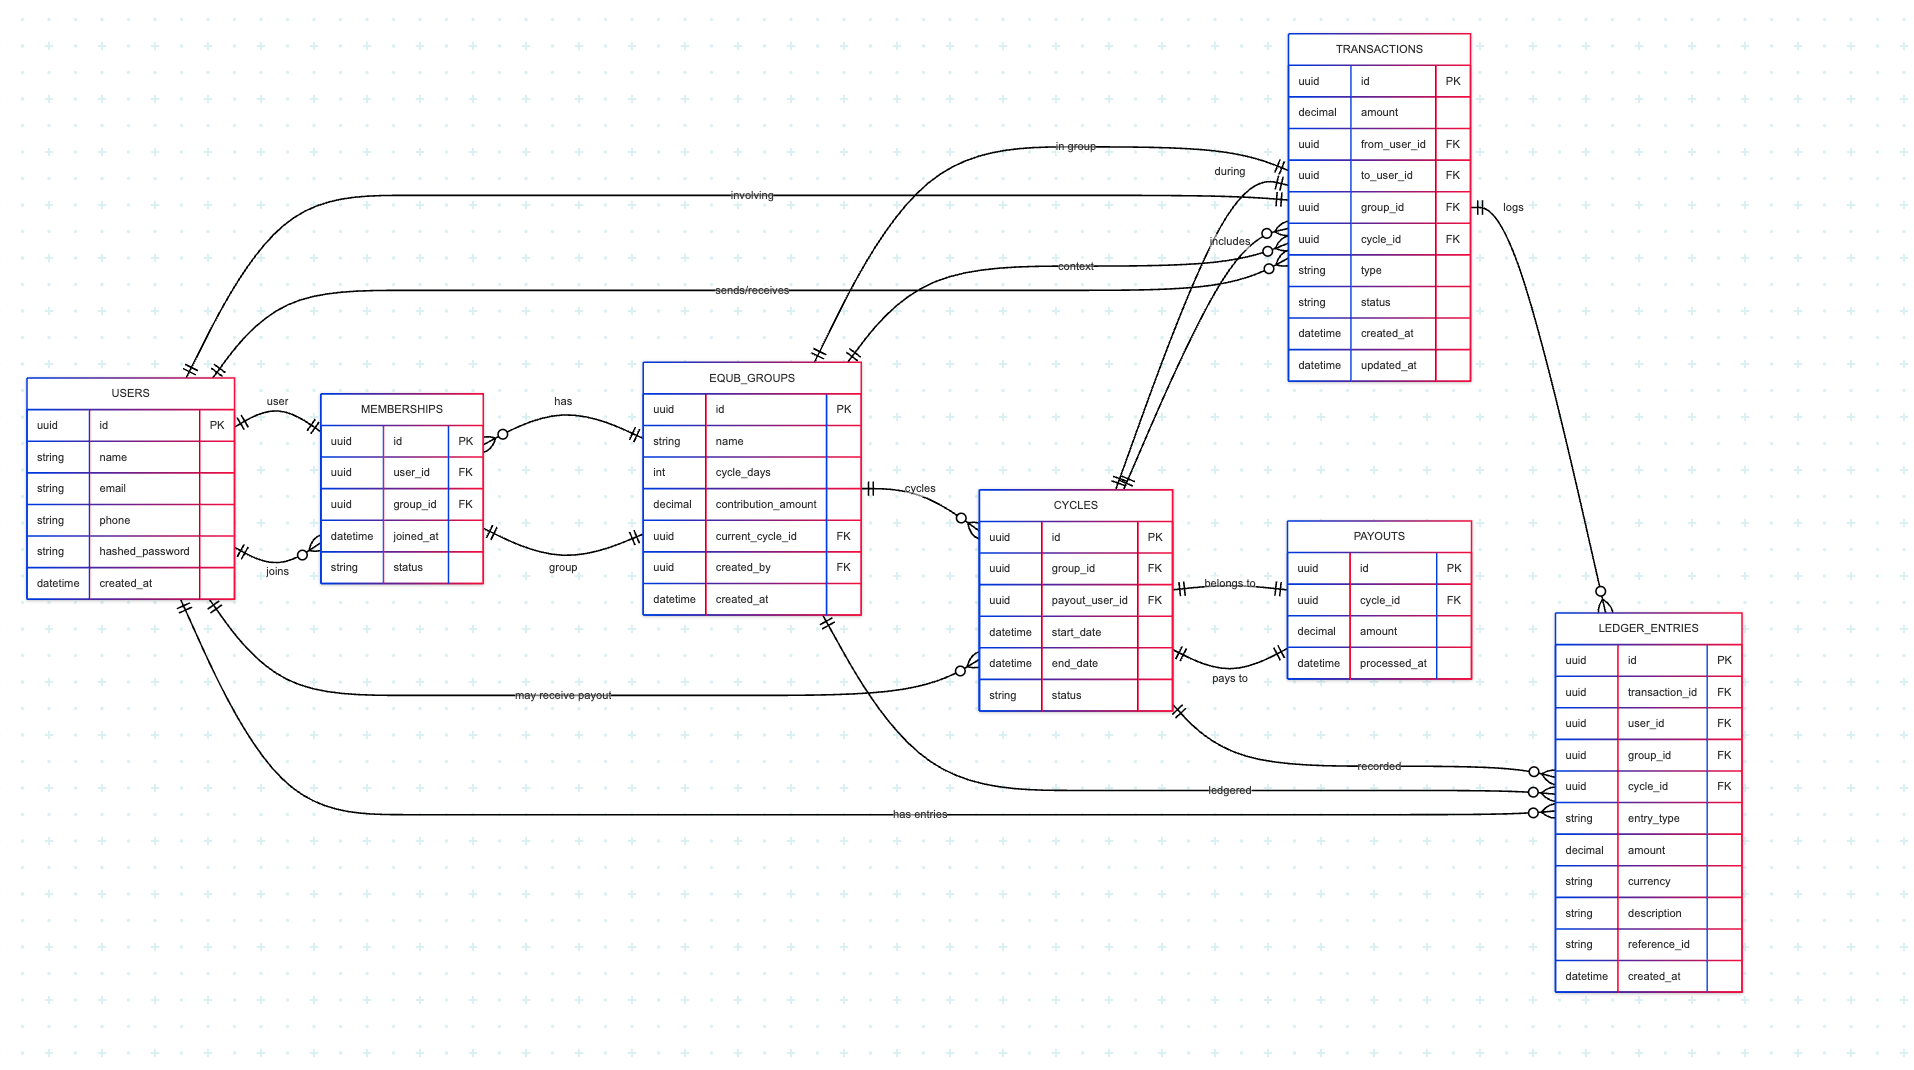 TRANSACTIONS
uuid id PK
decimal amount
uuid from_user_id FK
uuid to_user_id FK
uuid group_id FK
uuid cycle_id FK
string type
string status
datetime created_at
datetime updated_at
in group
during
involving
logs
includes
context
sends/receives
USERS
uuid id PK
string name
string email
string phone
string hashed_password
datetime created_at
user
joins
MEMBERSHIPS
uuid id PK
uuid user_id FK
uuid group_id FK
datetime joined_at
string status
has
group
EQUB_GROUPS
uuid id PK
string name
int cycle_days
decimal contribution_amount
uuid current_cycle_id FK
uuid created_by FK
datetime created_at
cycles
CYCLES
uuid id PK
uuid group_id FK
uuid payout_user_id FK
datetime start_date
datetime end_date
string status
belongs to
pays to
PAYOUTS
uuid id PK
uuid cycle_id FK
decimal amount
datetime processed_at
may receive payout
recorded
ledgered
has entries
LEDGER_ENTRIES
uuid id PK
uuid transaction_id FK
uuid user_id FK
uuid group_id FK
uuid cycle_id FK
string entry_type
decimal amount
string currency
string description
string reference_id
datetime created_at